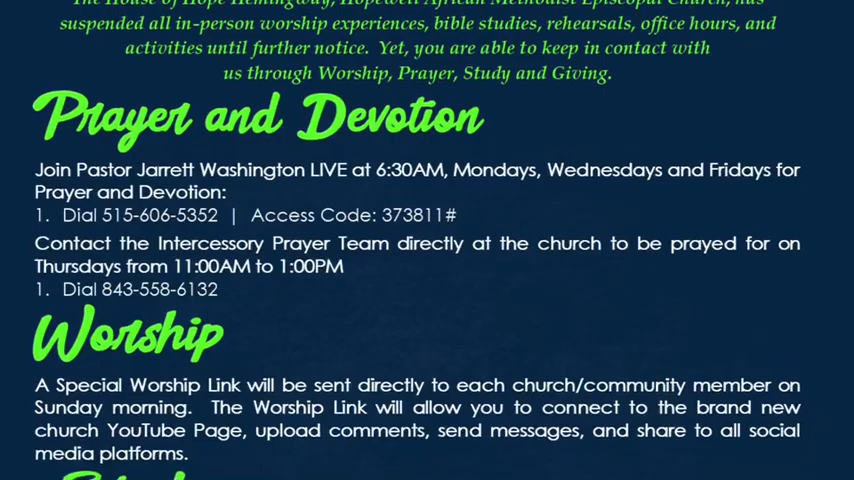 The House of Hope Hemingway, Hopewell African Methodist Episcopal Church, has
suspended all in-person worship experiences, bible studies, rehearsals, office hours, and
activities until further notice. Yet, you are able to keep in contact with
us through Worship, Prayer, Study and Giving.
Prayer and Devotion
Join Pastor Jarrett Washington LIVE at 6:30AM, Mondays, Wednesdays and Fridays for
Prayer and Devotion:
1. Dial 515-606-5352 | Access Code: 373811#
Contact the Intercessory Prayer Team directly at the church to be prayed for on
Thursdays from 11:00AM to 1:00PM
1. Dial 843-558-6132
Worship
A Special Worship Link will be sent directly to each church/community member on
Sunday morning. The Worship Link will allow you to connect to the brand new
church YouTube Page, upload comments, send messages, and share to all social
media platforms.